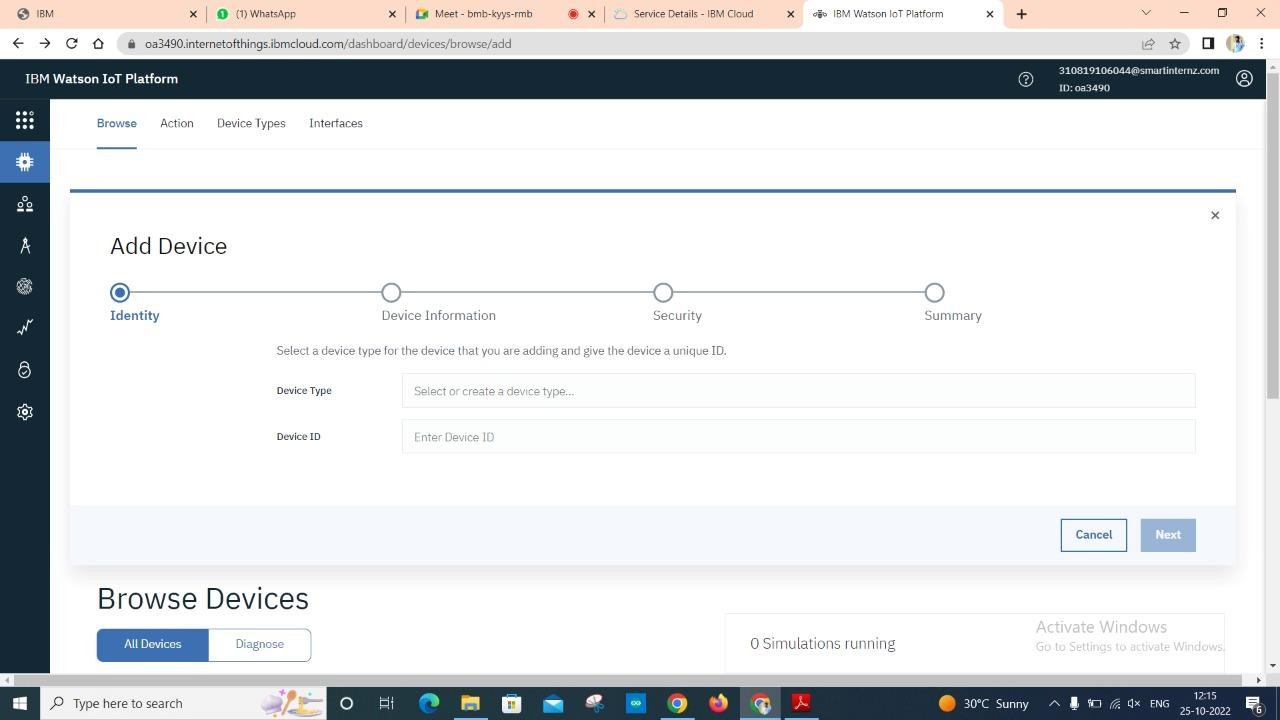 IBM
(1) WhatsApp
Meet - bmb-kyys-rmb
Service Details - IBM Cloud
IBM Watson IoT Platform
oa3490.internetofthings.ibmcloud.com/dashboard/devices/browse/add
IBM Watson IoT Platform
310819106044@smartinternz.com
ID: oa3490
Browse Action Device Types Interfaces
Add Device
Identity Device Information Security Summary
Select a device type for the device that you are adding and give the device a unique ID.
Device Type Select or create a device type...
Device ID Enter Device ID
Cancel Next
Browse Devices
All Devices Diagnose
0 Simulations running
Activate Windows
Go to Settings to activate Windows.
Type here to search
30°C Sunny
ENG
12:15
25-10-2022
6